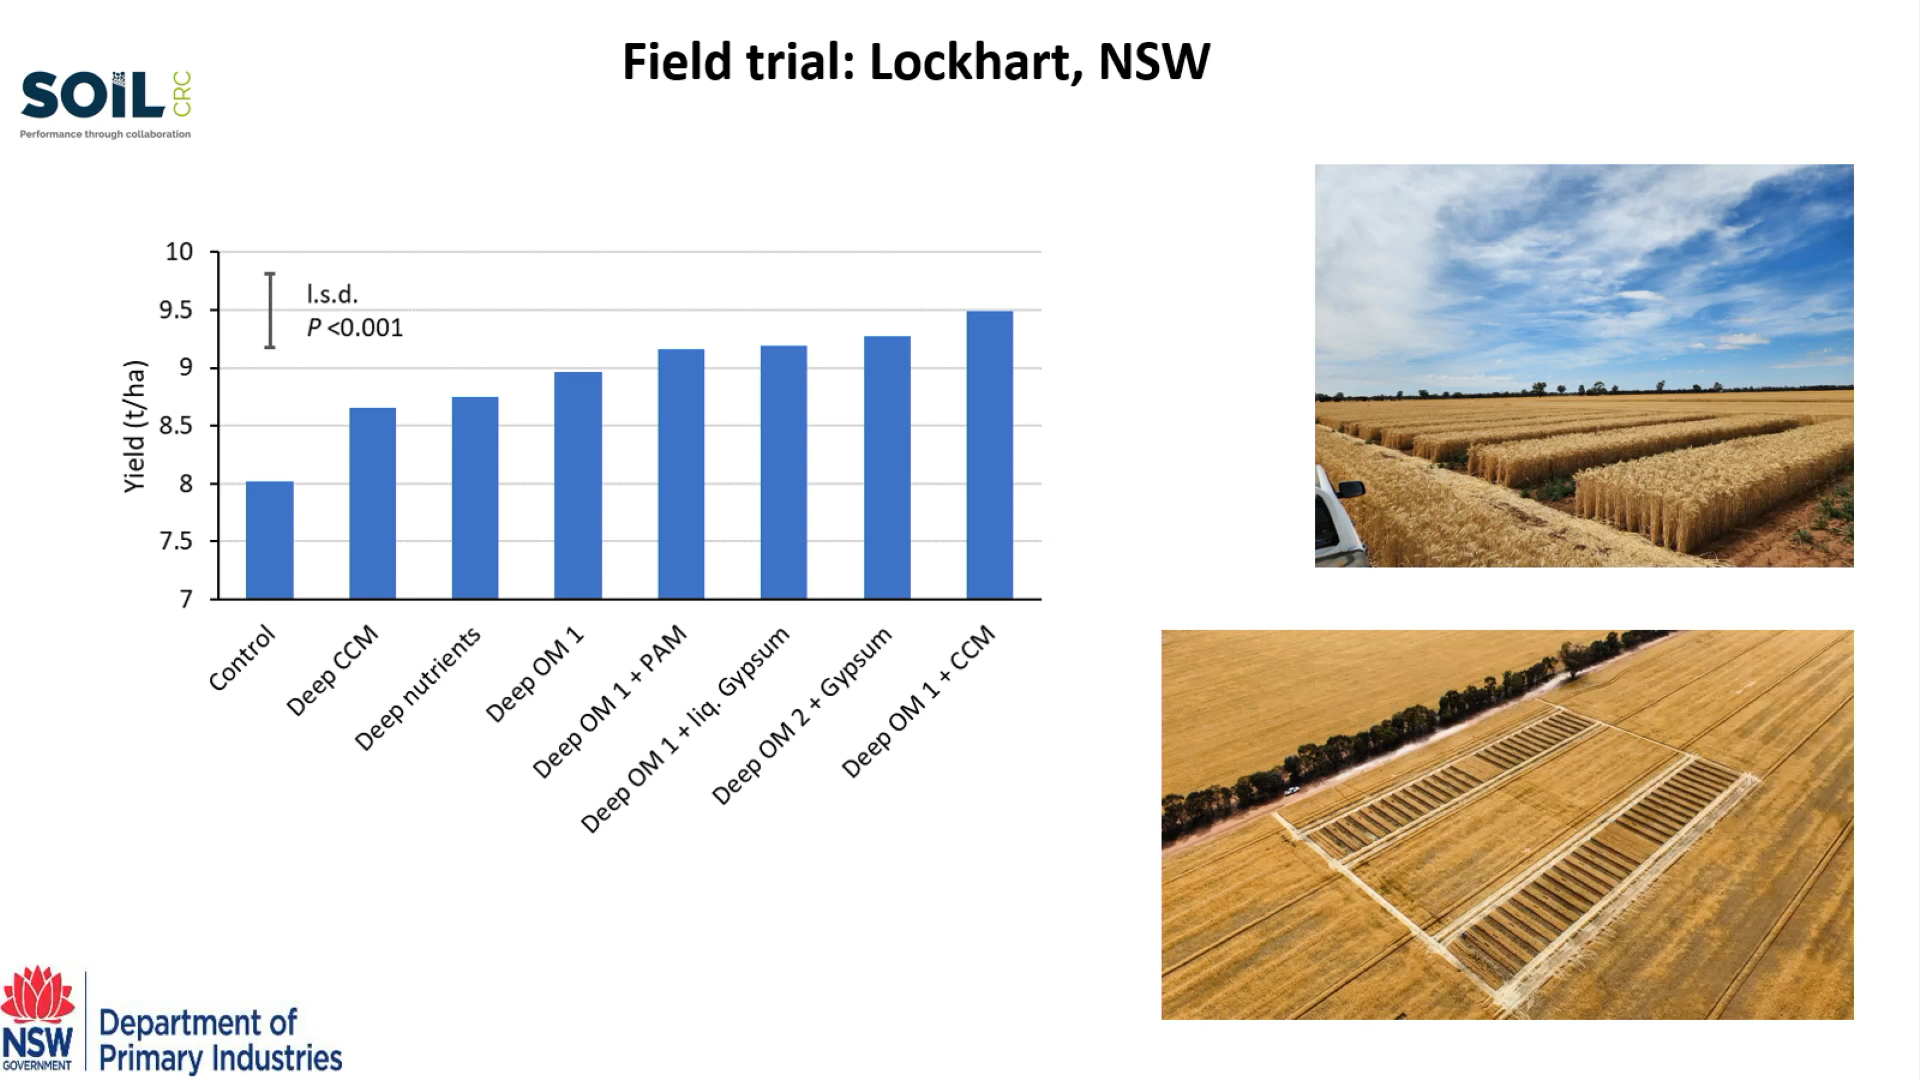 Field trial: Lockhart, NSW
SOIL CRC
Performance through collaboration
10
9.5
9
8.5
8
7.5
7
Yield (t/ha)
l.s.d.
P <0.001
Control
Deep CCM
Deep nutrients
Deep OM 1
Deep OM 1 + PAM
Deep OM 1 + liq. Gypsum
Deep OM 2 + Gypsum
Deep OM 1 + CCM
NSW
GOVERNMENT
Department of
Primary Industries